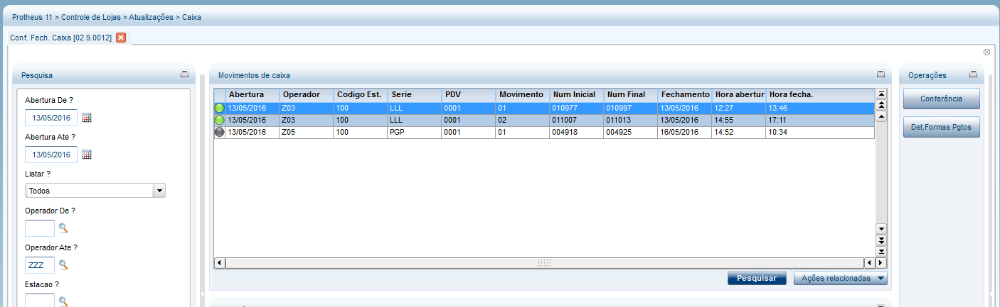 Protheus 11 > Controle de Lojas > Atualizações > Caixa
Conf. Fech. Caixa [02.9.0012]
Pesquisa
Abertura De ?
13/05/2016
Abertura Ate ?
13/05/2016
Listar ?
Todos
Operador De ?
Operador Ate ?
ZZZ
Estacao ?
Movimentos de caixa
Abertura Operador Codigo Est. Serie PDV Movimento Num Inicial Num Final Fechamento Hora abertur Hora fecha.
13/05/2016 Z03 100 LLL 0001 01 010977 010997 13/05/2016 12:27 13:46
13/05/2016 Z03 100 LLL 0001 02 011007 011013 13/05/2016 14:55 17:11
13/05/2016 Z05 100 PGP 0001 01 004918 004925 16/05/2016 14:52 10:34
Pesquisar Ações relacionadas
Operações
Conferência
Det.Formas Pgtos